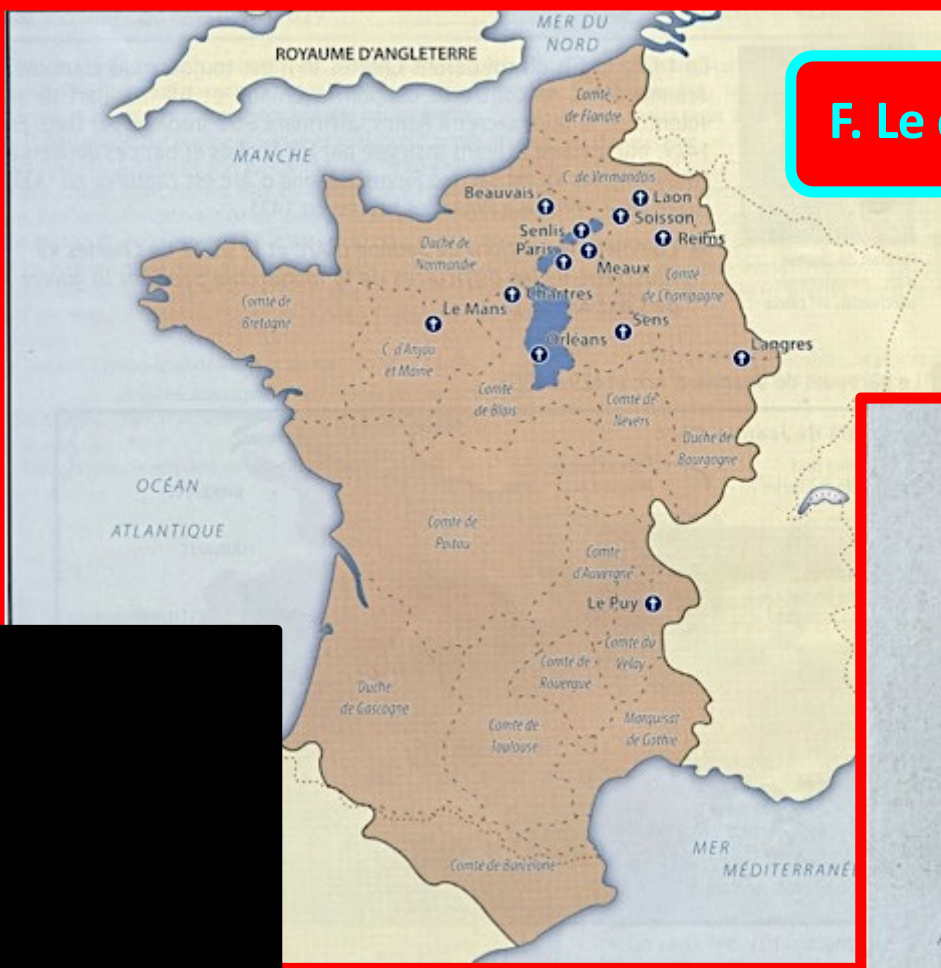 MER DU
NORD
ROYAUME D'ANGLETERRE
F. Le
Comté
de Flandre
MANCHE
C. de Vermandois
Beauvais
Laon
Soisson
Senlis
Reims
Paris
Meaux
Duché de
Normandie
Comté
de Champagne
Chartres
Comté de
Bretagne
Le Mans
Sens
Orléans
Langres
C. d'Anjou
et Maine
Comté
de Blois
Comté de
Nevers
Duché de
Bourgogne
OCÉAN
ATLANTIQUE
Comté de
Poitou
Comté
d'Auvergne
Le Puy
Comté du
Velay
Comté de
Rouergue
Duché
de Gascogne
Comté de
Toulouse
Marquisat
de Gothie
MER
MÉDITERRANÉE
Comté de Barcelone